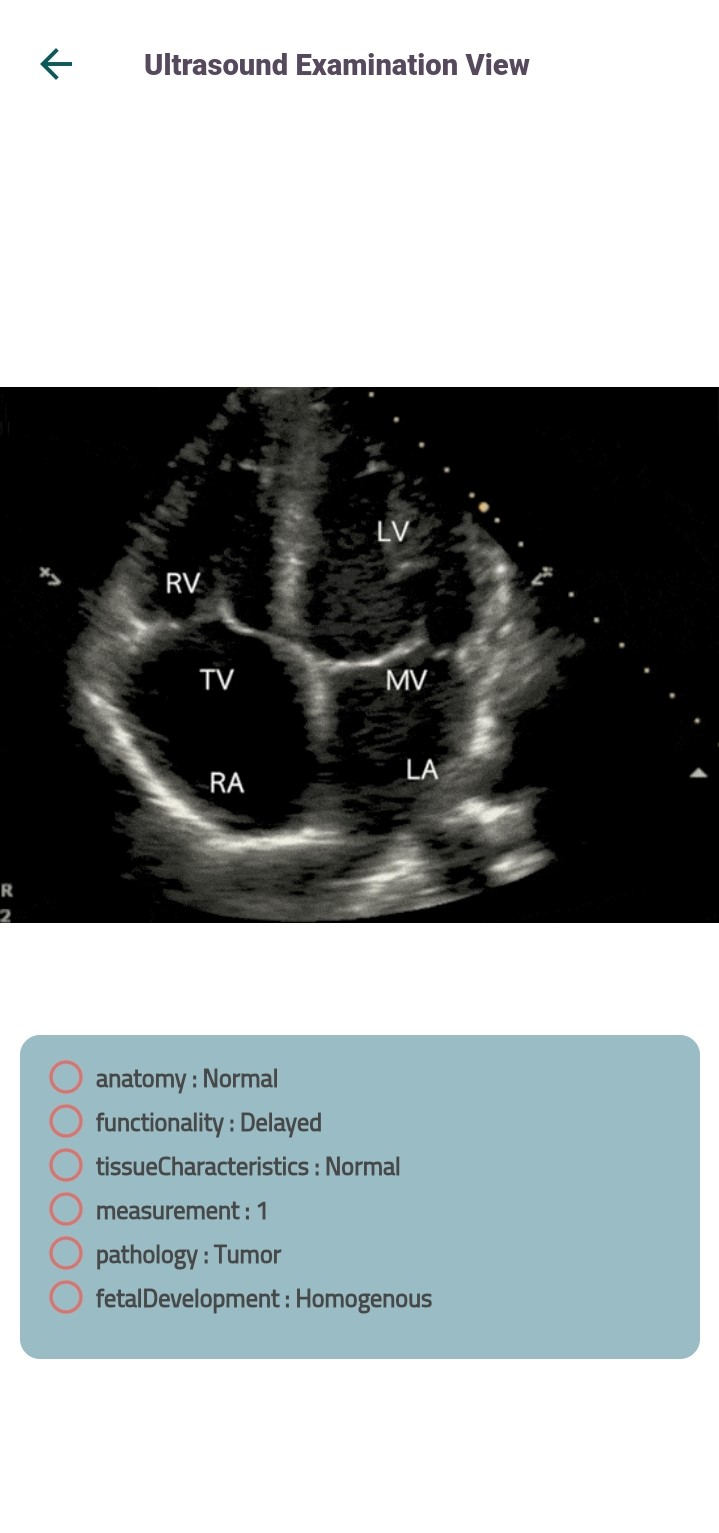 Ultrasound Examination View
LV
RV
TV
MV
RA
LA
R
2
anatomy : Normal
functionality : Delayed
tissueCharacteristics : Normal
measurement : 1
pathology : Tumor
fetalDevelopment : Homogenous